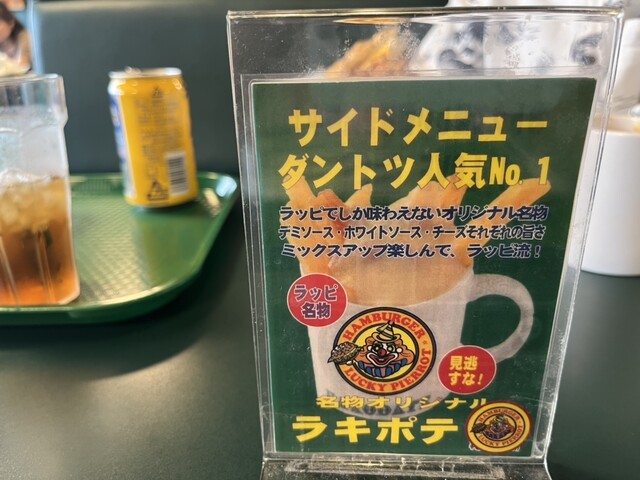 サイドメニュー
ダントツ人気No.1
ラッピでしか味わえないオリジナル名物
デミソース・ホワイトソース・チースそれぞれの旨さ
ミックスアップ楽しんで、ラッピ流!
ラッピ
名物
HAMBURGER
LUCKY PIERROT
見逃
すな!
名物オリジナル
ラキポテ
HAMBURGER